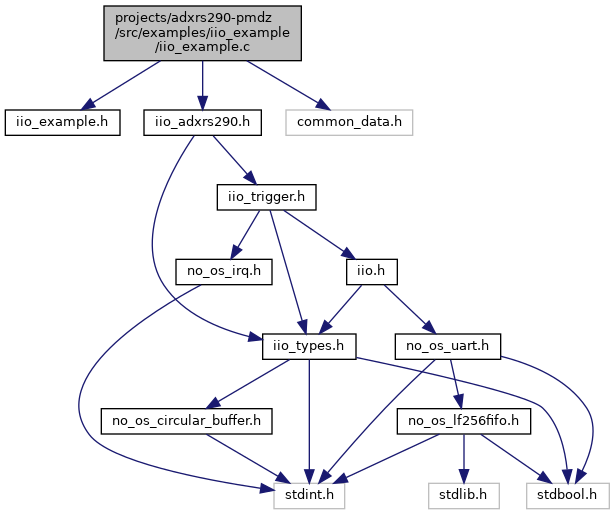 projects/adxrs290-pmdz
/src/examples/iio_example
/iio_example.c
iio_example.h
iio_adxrs290.h
common_data.h
iio_trigger.h
no_os_irq.h
iio.h
iio_types.h
no_os_uart.h
no_os_circular_buffer.h
no_os_lf256fifo.h
stdint.h
stdlib.h
stdbool.h